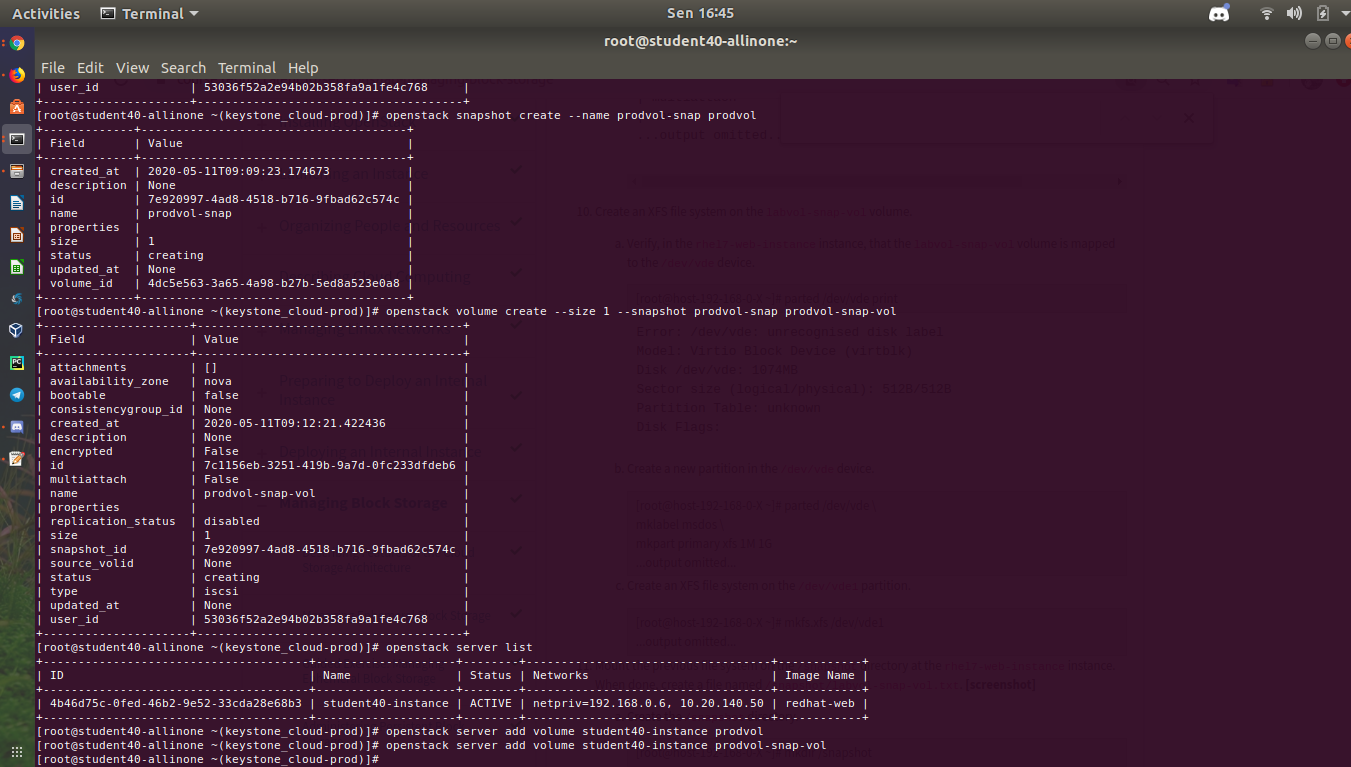 Activities Terminal Sen 16:45
root@student40-allinone:~
File Edit View Search Terminal Help
| user_id | 53036f52a2e94b02b358fa9a1fe4c768 |
+---------------------+--------------------------------------+
[root@student40-allinone ~(keystone_cloud-prod)]# openstack snapshot create --name prodvol-snap prodvol
+-------------+--------------------------------------+
| Field | Value |
+-------------+--------------------------------------+
| created_at | 2020-05-11T09:09:23.174673 |
| description | None |
| id | 7e920997-4ad8-4518-b716-9fbad62c574c |
| name | prodvol-snap |
| properties | |
| size | 1 |
| status | creating |
| updated_at | None |
| volume_id | 4dc5e563-3a65-4a98-b27b-5ed8a523e0a8 |
+-------------+--------------------------------------+
[root@student40-allinone ~(keystone_cloud-prod)]# openstack volume create --size 1 --snapshot prodvol-snap prodvol-snap-vol
+---------------------+--------------------------------------+
| Field | Value |
+---------------------+--------------------------------------+
| attachments | [] |
| availability_zone | nova |
| bootable | false |
| consistencygroup_id | None |
| created_at | 2020-05-11T09:12:21.422436 |
| description | None |
| encrypted | False |
| id | 7c1156eb-3251-419b-9a7d-0fc233dfdeb6 |
| multiattach | False |
| name | prodvol-snap-vol |
| properties | |
| replication_status | disabled |
| size | 1 |
| snapshot_id | 7e920997-4ad8-4518-b716-9fbad62c574c |
| source_volid | None |
| status | creating |
| type | iscsi |
| updated_at | None |
| user_id | 53036f52a2e94b02b358fa9a1fe4c768 |
+---------------------+--------------------------------------+
[root@student40-allinone ~(keystone_cloud-prod)]# openstack server list
+--------------------------------------+--------------------+--------+-----------------------------------+------------+
| ID | Name | Status | Networks | Image Name |
+--------------------------------------+--------------------+--------+-----------------------------------+------------+
| 4b46d75c-0fed-46b2-9e52-33cda28e68b3 | student40-instance | ACTIVE | netpriv=192.168.0.6, 10.20.140.50 | redhat-web |
+--------------------------------------+--------------------+--------+-----------------------------------+------------+
[root@student40-allinone ~(keystone_cloud-prod)]# openstack server add volume student40-instance prodvol
[root@student40-allinone ~(keystone_cloud-prod)]# openstack server add volume student40-instance prodvol-snap-vol
[root@student40-allinone ~(keystone_cloud-prod)]#